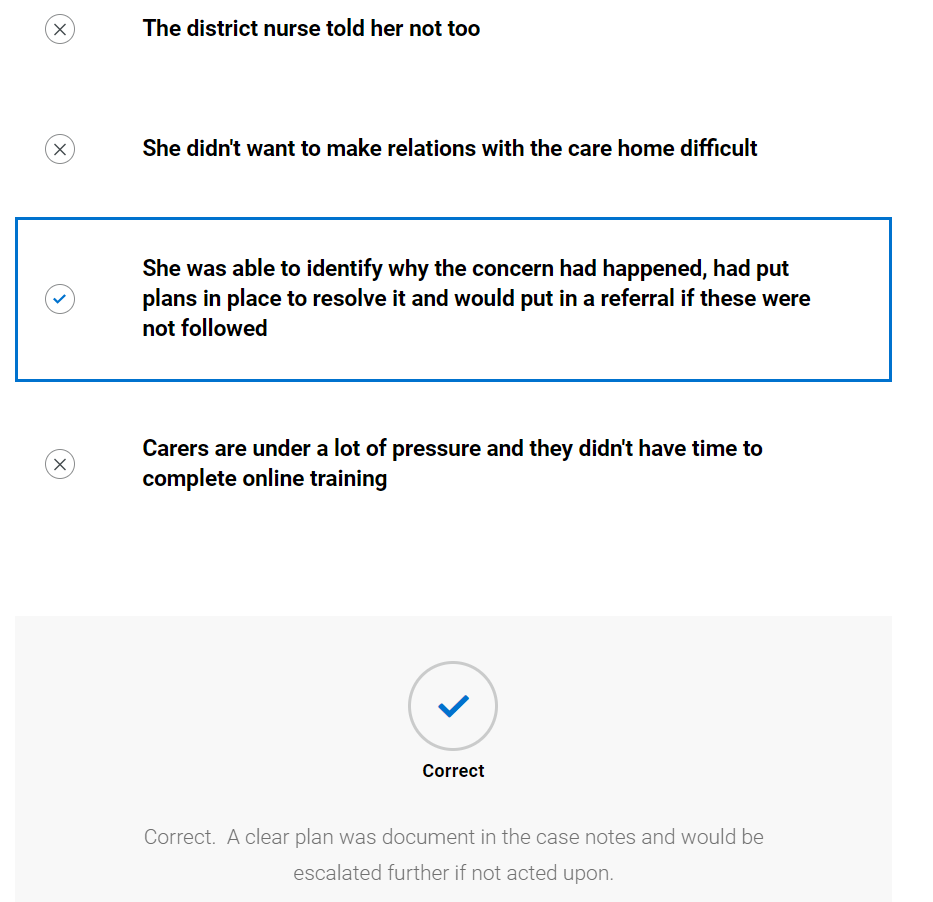 The district nurse told her not too
She didn't want to make relations with the care home difficult
She was able to identify why the concern had happened, had put
plans in place to resolve it and would put in a referral if these were
not followed
Carers are under a lot of pressure and they didn't have time to
complete online training
Correct
Correct.  A clear plan was document in the case notes and would be
escalated further if not acted upon.